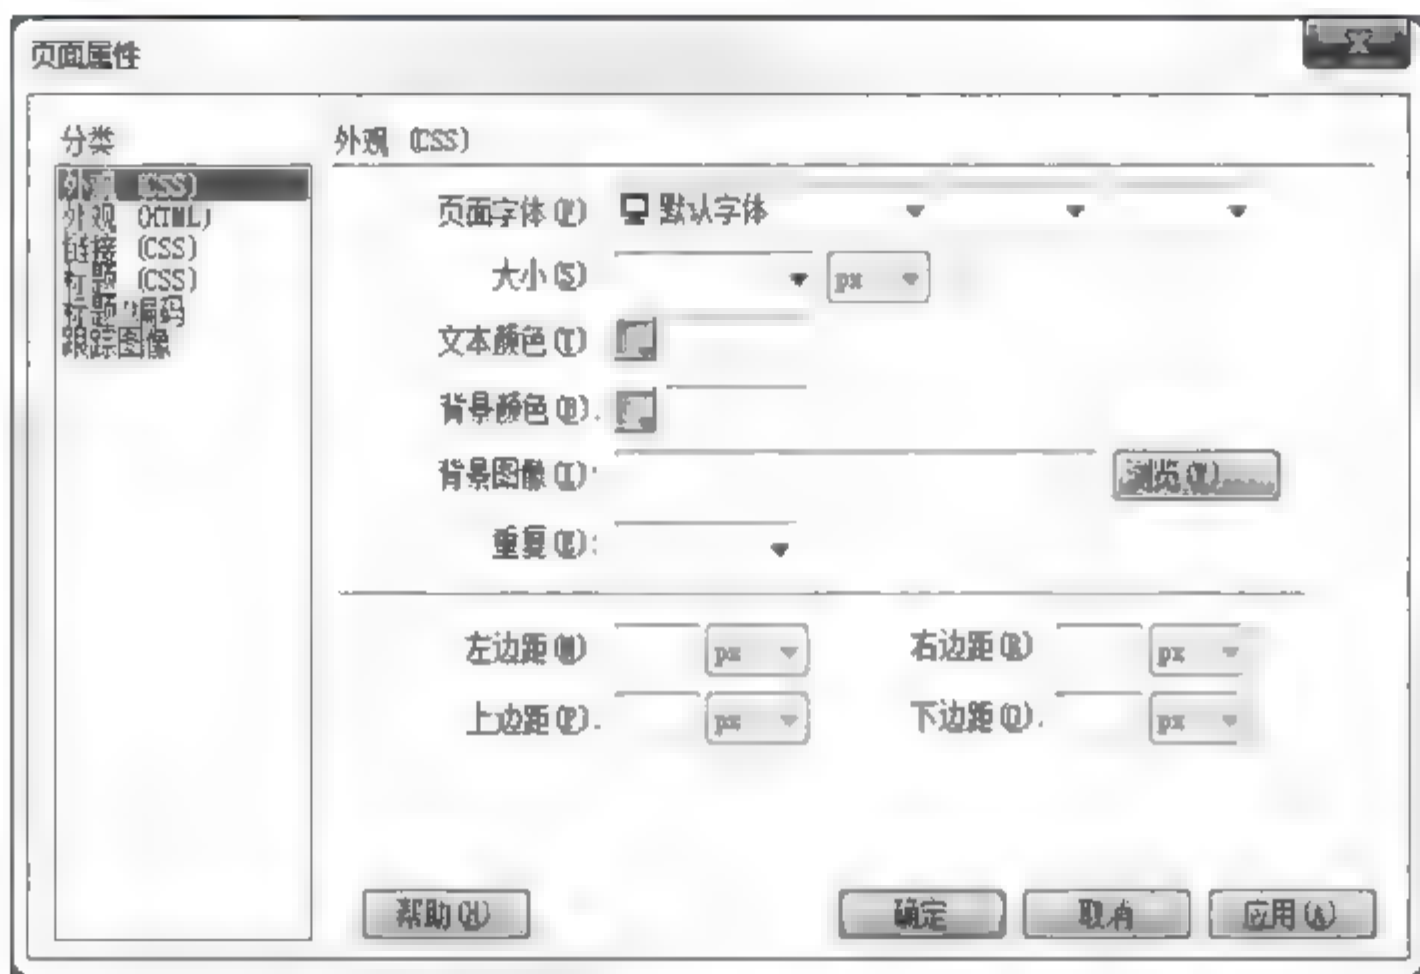 页面属性
分类
外观 (CSS)
外观 (HTML)
链接 (CSS)
标题 (CSS)
标题/编码
跟踪图像
外观 (CSS)
页面字体(F) 默认字体
大小(S) px
文本颜色(T)
背景颜色(B).
背景图像(I): 浏览(W)...
重复(E):
左边距(M) px 右边距(R) px
上边距(P). px 下边距(O). px
帮助(H) 确定 取消 应用(A)